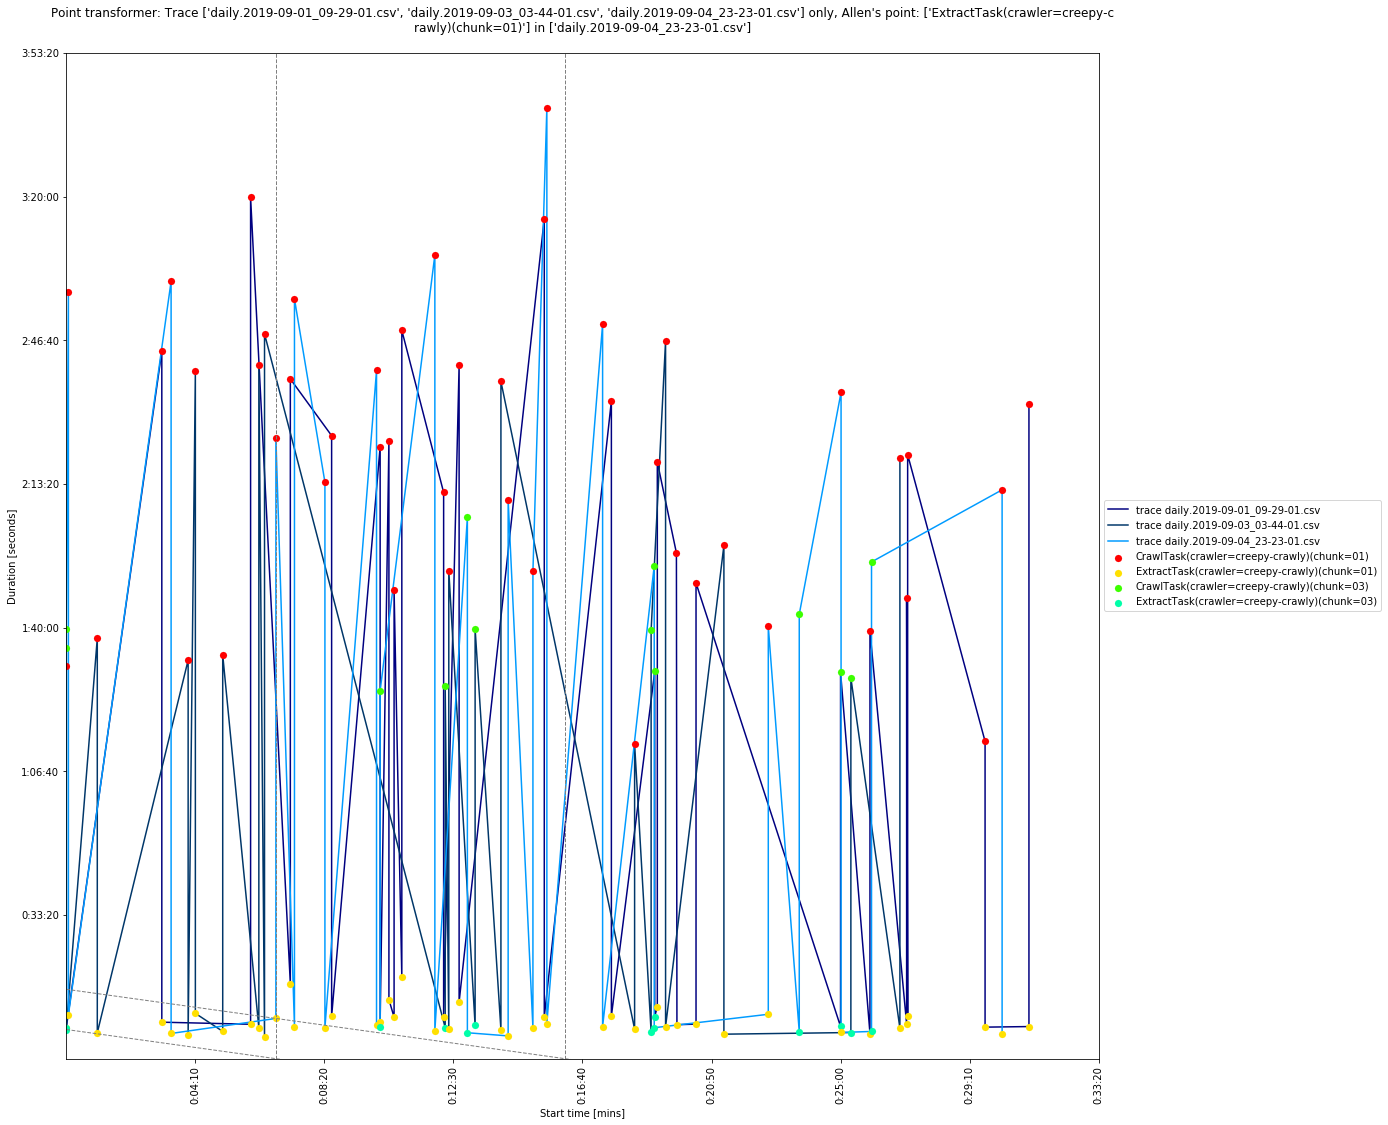 Point transformer: Trace ['daily.2019-09-01_09-29-01.csv', 'daily.2019-09-03_03-44-01.csv', 'daily.2019-09-04_23-23-01.csv'] only, Allen's point: ['ExtractTask(crawler=creepy-c
rawly)(chunk=01)'] in ['daily.2019-09-04_23-23-01.csv']
3:53:20
3:20:00
2:46:40
2:13:20
1:40:00
1:06:40
0:33:20
Duration [seconds]
0:04:10
0:08:20
0:12:30
0:16:40
0:20:50
0:25:00
0:29:10
0:33:20
Start time [mins]
trace daily.2019-09-01_09-29-01.csv
trace daily.2019-09-03_03-44-01.csv
trace daily.2019-09-04_23-23-01.csv
CrawlTask(crawler=creepy-crawly)(chunk=01)
ExtractTask(crawler=creepy-crawly)(chunk=01)
CrawlTask(crawler=creepy-crawly)(chunk=03)
ExtractTask(crawler=creepy-crawly)(chunk=03)